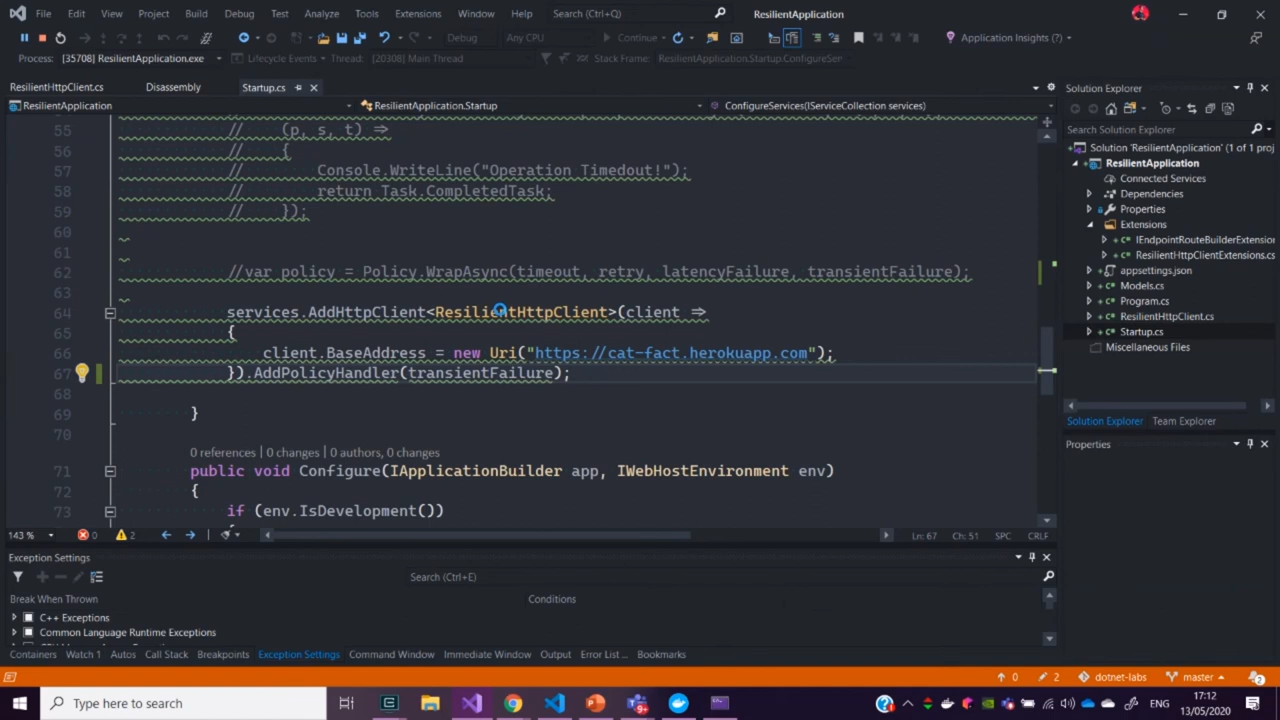 File Edit View Project Build Debug Test Analyze Tools Extensions Window Help Search (Ctrl+Q) ResilientApplication
Debug Any CPU Continue Application Insights (?)
Process: [35708] ResilientApplication.exe Lifecycle Events Thread: [20308] Main Thread Stack Frame: ResilientApplication.Startup.ConfigureSer
ResilientHttpClient.cs Disassembly Startup.cs
ResilientApplication ResilientApplication.Startup ConfigureServices(IServiceCollection services)
55 // (p, s, t) =>
56 // {
57 // Console.WriteLine("Operation Timedout!");
58 // return Task.CompletedTask;
59 // });
60
61
62 //var policy = Policy.WrapAsync(timeout, retry, latencyFailure, transientFailure);
63
64 services.AddHttpClient<ResilientHttpClient>(client =>
65 {
66 client.BaseAddress = new Uri("https://cat-fact.herokuapp.com");
67 }).AddPolicyHandler(transientFailure);
68
69 }
70
0 references | 0 changes | 0 authors, 0 changes
71 public void Configure(IApplicationBuilder app, IWebHostEnvironment env)
72 {
73 if (env.IsDevelopment())
143 % 0 2 Ln: 67 Ch: 51 SPC CRLF
Exception Settings
Search (Ctrl+E)
Break When Thrown Conditions
C++ Exceptions
Common Language Runtime Exceptions
Containers Watch 1 Autos Call Stack Breakpoints Exception Settings Command Window Immediate Window Output Error List ... Bookmarks
Solution Explorer
Search Solution Explorer
Solution 'ResilientApplication' (1 of 1 proj
ResilientApplication
Connected Services
Dependencies
Properties
Extensions
IEndpointRouteBuilderExtension
ResilientHttpClientExtensions.cs
appsettings.json
Models.cs
Program.cs
ResilientHttpClient.cs
Startup.cs
Miscellaneous Files
Solution Explorer Team Explorer
Properties
0 2 dotnet-labs master 2
Type here to search ENG 17:12
13/05/2020